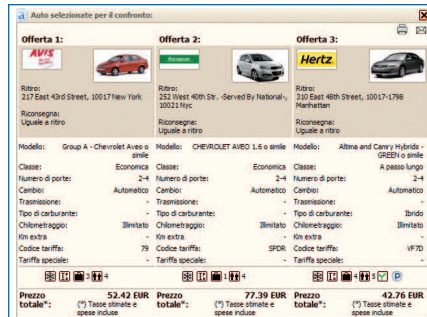 a Auto selezionate per il confronto:
Offerta 1: Offerta 2: Offerta 3:
AVIS Hertz
Ritiro: Ritiro: Ritiro:
217 East 43rd Street, 10017 New York 252 West 40th Str. -Served By National-, 310 East 48th Street, 10017-1798
10021 Nyc Manhattan
Riconsegna: Riconsegna: Riconsegna:
Uguale a ritiro Uguale a ritiro Uguale a ritiro
Modello: Group A - Chevrolet Aveo o Modello: CHEVROLET AVEO 1.6 o simile Modello: Altima and Camry Hybrids -
simile GREEN o simile
Classe: Economica Classe: Economica Classe: A passo lungo
Numero di porte: 2-4 Numero di porte: 2-4 Numero di porte: 2-4
Cambio: Automatico Cambio: Automatico Cambio: Automatico
Trasmissione: - Trasmissione: - Trasmissione: -
Tipo di carburante: - Tipo di carburante: - Tipo di carburante: Ibrido
Chilometraggio: Illimitato Chilometraggio: Illimitato Chilometraggio: Illimitato
Km extra - Km extra - Km extra -
Codice tariffa: 79 Codice tariffa: SPDR Codice tariffa: VF7D
Tariffa speciale: - Tariffa speciale: - Tariffa speciale: -
3 4 1 4 4 5 P
Prezzo 52.42 EUR Prezzo 77.39 EUR Prezzo 42.76 EUR
totale*: (*) Tasse stimate e totale*: (*) Tasse stimate e totale*: (*) Tasse stimate e
spese incluse spese incluse spese incluse